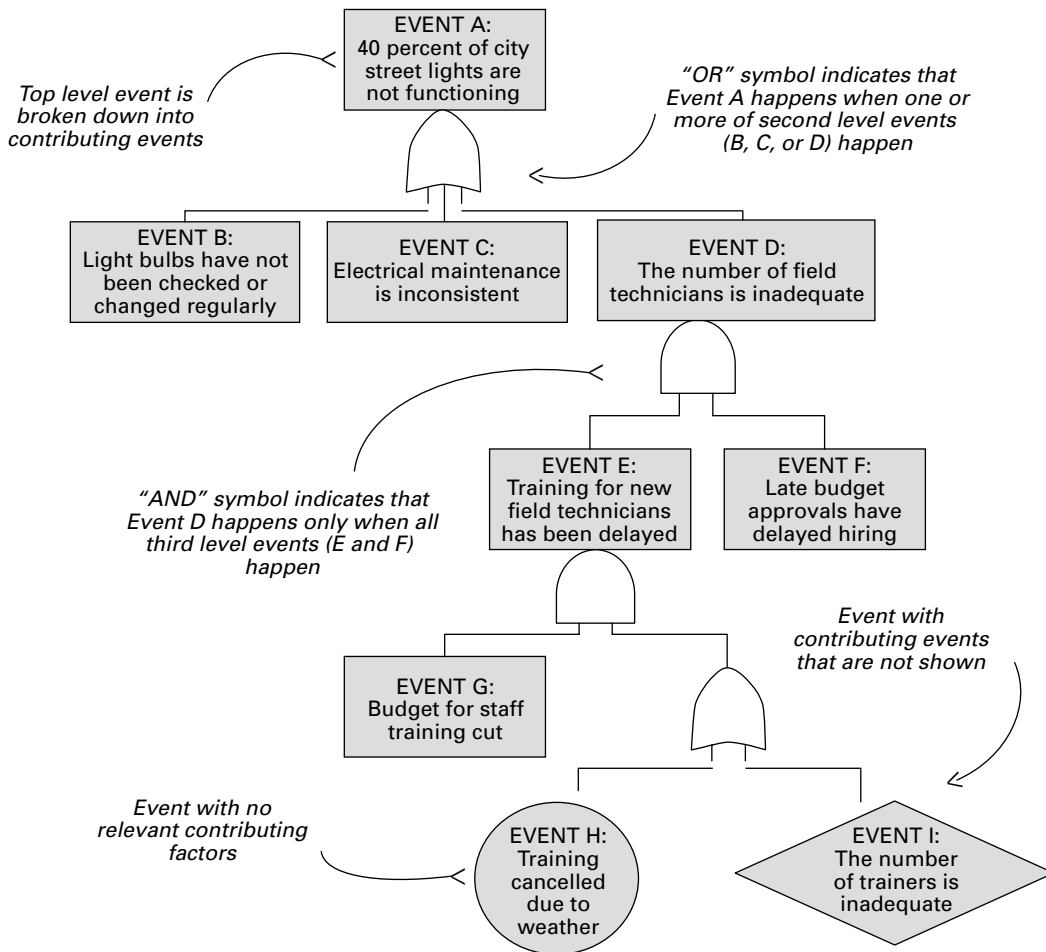 EVENT A:
40 percent of city
street lights are
not functioning
Top level event is
broken down into
contributing events
“OR” symbol indicates that
Event A happens when one or
more of second level events
(B, C, or D) happen
EVENT B:
Light bulbs have not
been checked or
changed regularly
EVENT C:
Electrical maintenance
is inconsistent
EVENT D:
The number of field
technicians is inadequate
“AND” symbol indicates that
Event D happens only when all
third level events (E and F)
happen
EVENT E:
Training for new
field technicians
has been delayed
EVENT F:
Late budget
approvals have
delayed hiring
Event with
contributing events
that are not shown
EVENT G:
Budget for staff
training cut
Event with no
relevant contributing
factors
EVENT H:
Training
cancelled
due to
weather
EVENT I:
The number
of trainers is
inadequate